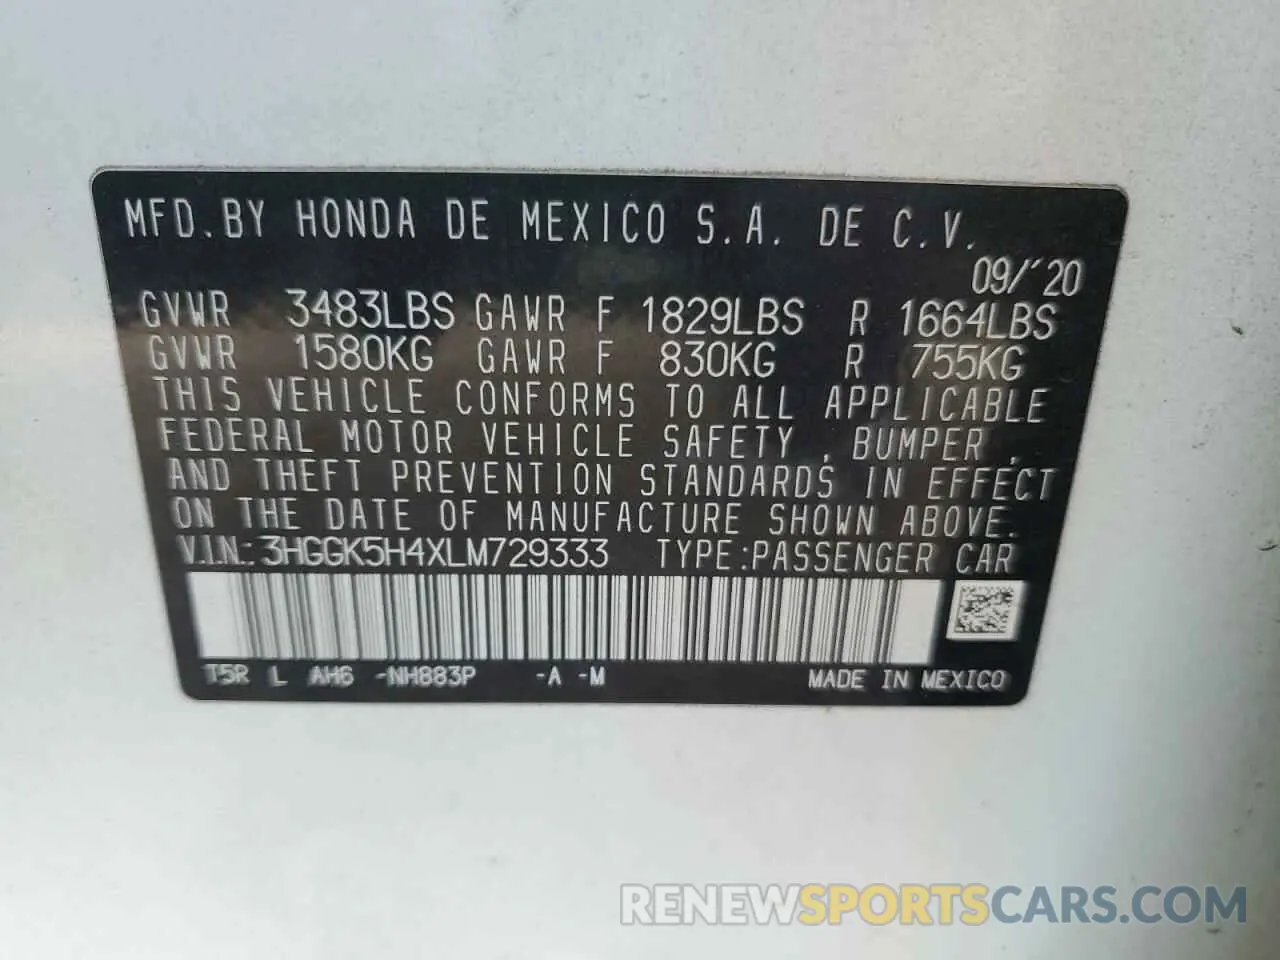 MFD.BY HONDA DE MEXICO S.A. DE C.V.
09/'20
GVWR 3483LBS GAWR F 1829LBS R 1664LBS
GVWR 1580KG GAWR F 830KG R 755KG
THIS VEHICLE CONFORMS TO ALL APPLICABLE
FEDERAL MOTOR VEHICLE SAFETY , BUMPER ,
AND THEFT PREVENTION STANDARDS IN EFFECT
ON THE DATE OF MANUFACTURE SHOWN ABOVE.
V.I.N.: 3HGGK5H4XLM729333 TYPE:PASSENGER CAR
T5R L AH6 -NH883P -A -M MADE IN MEXICO
RENEWSPORTSCARS.COM